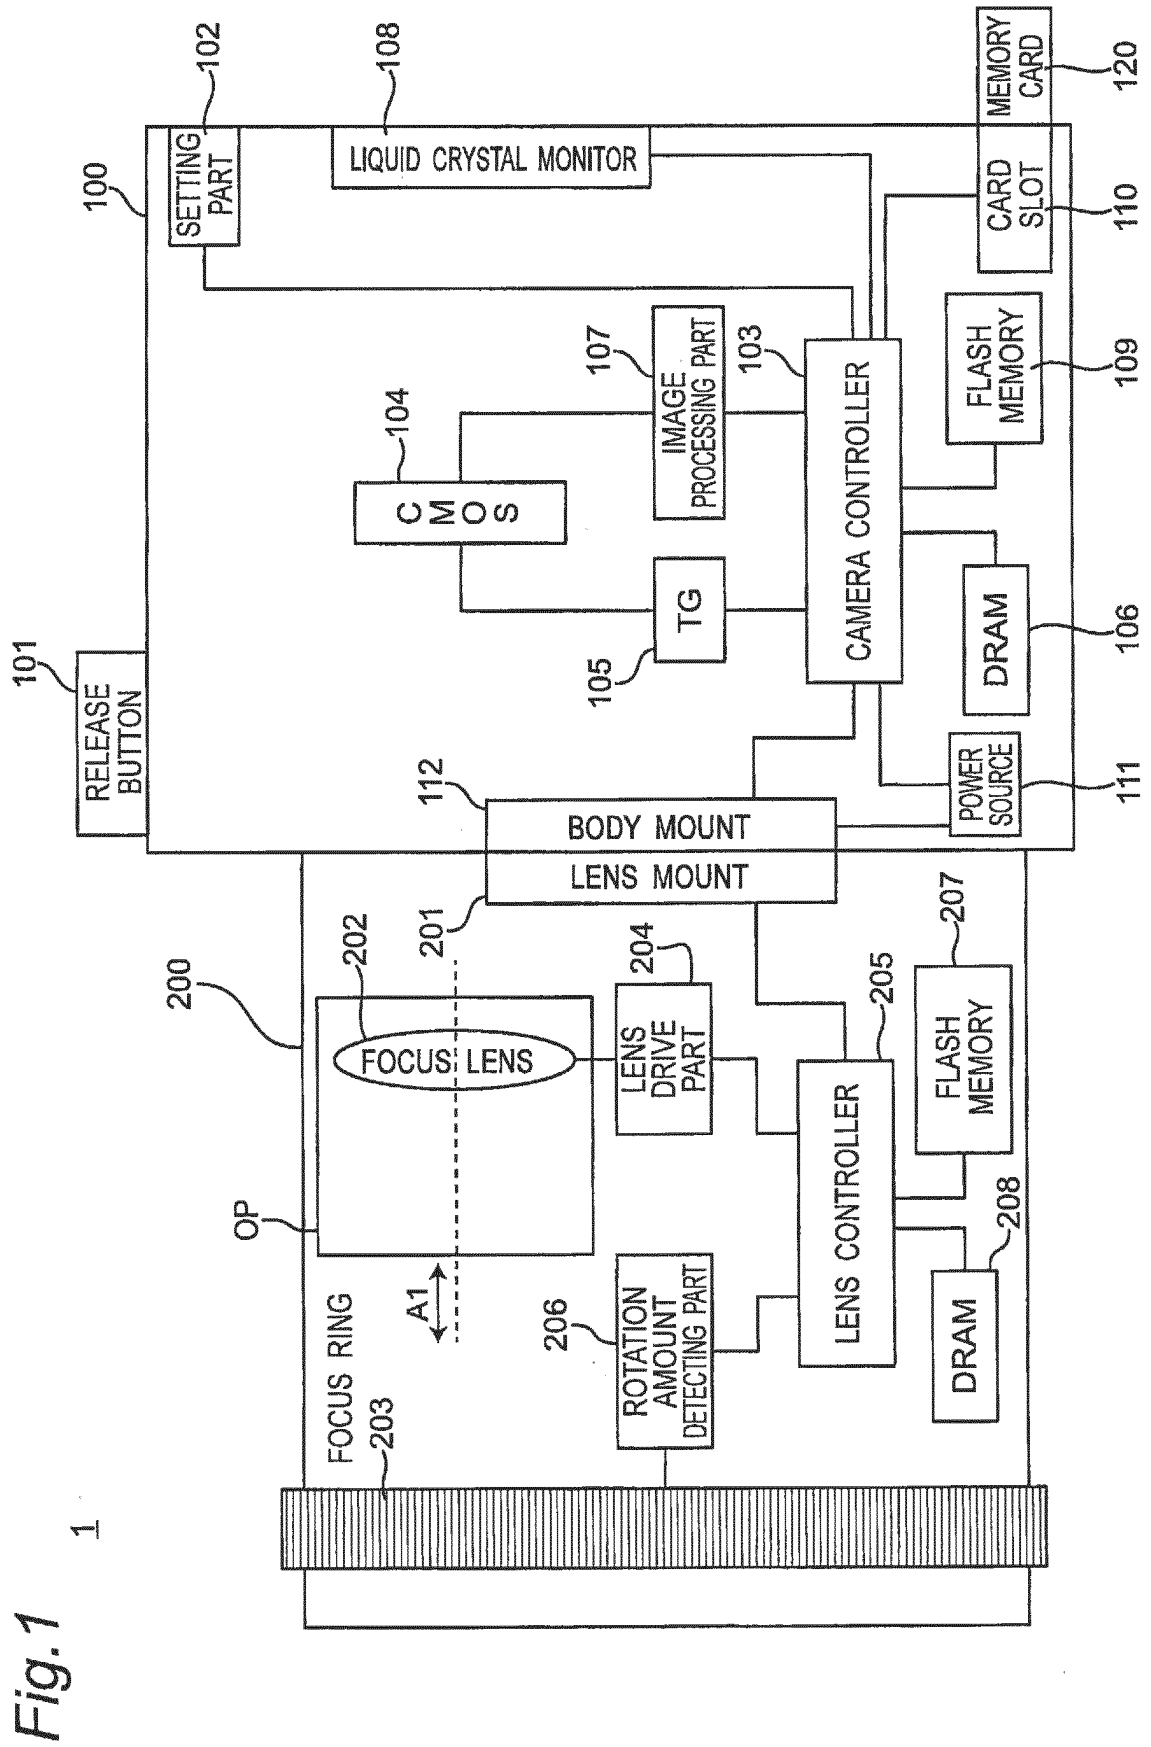 Fig.1
1
100
101
RELEASE
BUTTON
102
SETTING
PART
108
LIQUID CRYSTAL MONITOR
104
CMOS
107
IMAGE
PROCESSING PART
105
TG
103
CAMERA CONTROLLER
MEMORY
CARD
120
CARD
SLOT
110
FLASH
MEMORY
109
DRAM
106
POWER
SOURCE
111
112
BODY MOUNT
LENS MOUNT
201
200
202
FOCUS LENS
OP
A1
FOCUS RING
203
204
LENS
DRIVE
PART
206
ROTATION
AMOUNT
DETECTING PART
205
LENS CONTROLLER
207
FLASH
MEMORY
208
DRAM